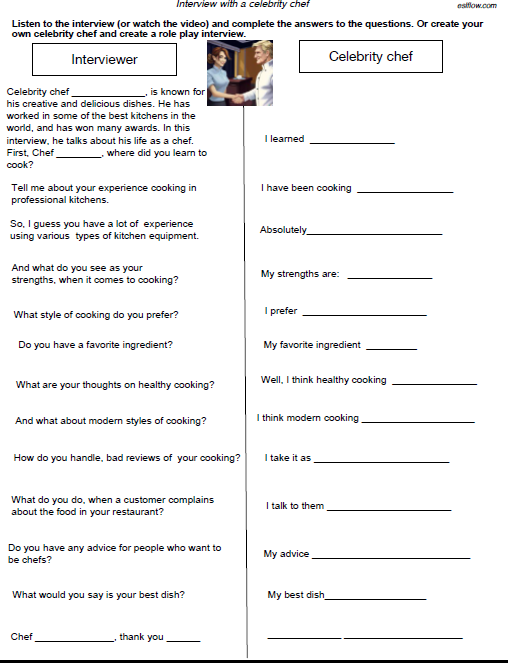 Interview with a celebrity chef
eslflow.com
Listen to the interview (or watch the video) and complete the answers to the questions. Or create your
own celebrity chef and create a role play interview.
Interviewer
Celebrity chef
Celebrity chef ______________, is known for
his creative and delicious dishes. He has
worked in some of the best kitchens in the
world, and has won many awards. In this
interview, he talks about his life as a chef.
First, Chef ________, where did you learn to
cook?
I learned ________________
Tell me about your experience cooking in
professional kitchens.
I have been cooking __________________
So, I guess you have a lot of experience
using various types of kitchen equipment.
Absolutely__________________________
And what do you see as your
strengths, when it comes to cooking?
My strengths are: ________________
What style of cooking do you prefer?
I prefer ________________________
Do you have a favorite ingredient?
My favorite ingredient __________
What are your thoughts on healthy cooking?
Well, I think healthy cooking ________________
And what about modern styles of cooking?
I think modern cooking ______________________
How do you handle, bad reviews of your cooking?
I take it as __________________________
What do you do, when a customer complains
about the food in your restaurant?
I talk to them ________________________
Do you have any advice for people who want to
be chefs?
My advice ______________________________
What would you say is your best dish?
My best dish____________________
Chef _______________, thank you ______
______________ ______________________